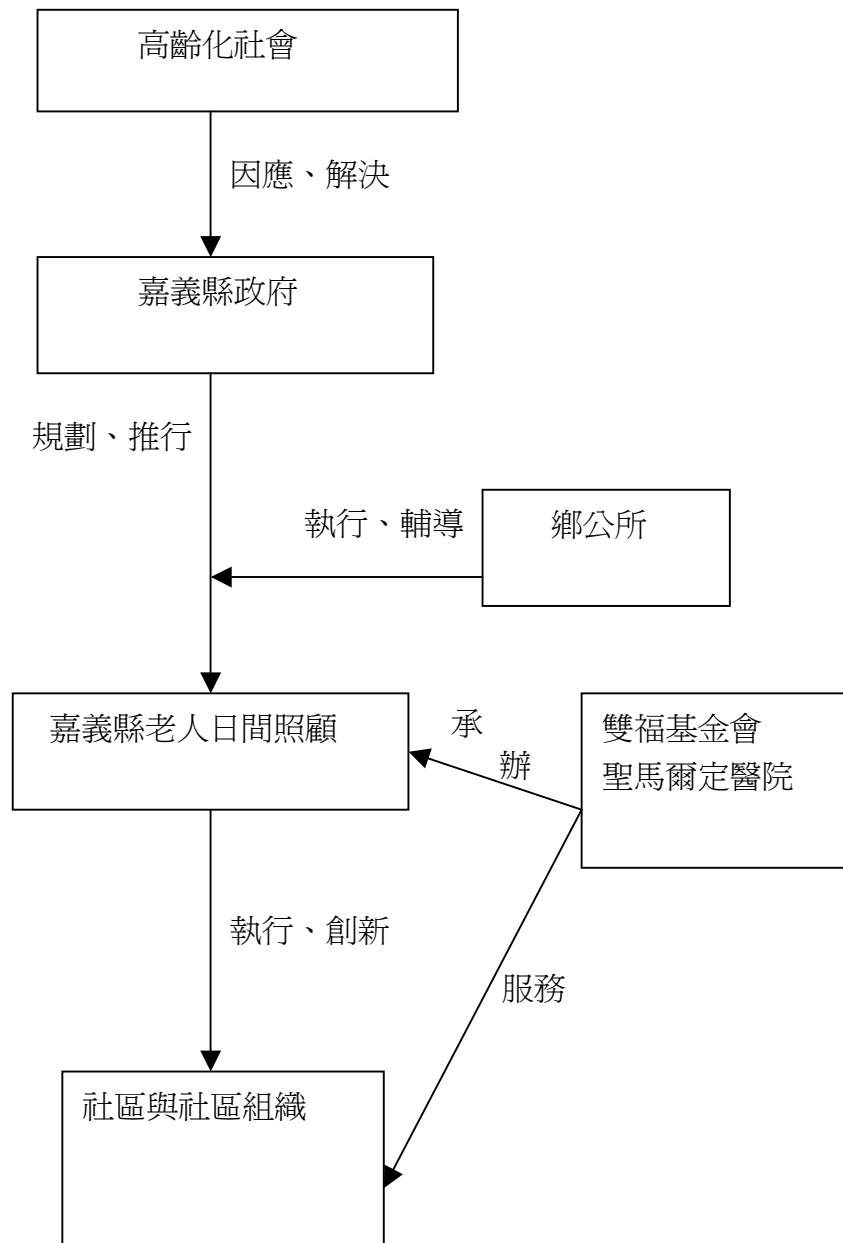 高齡化社會
因應、解決
嘉義縣政府
規劃、推行
執行、輔導
鄉公所
嘉義縣老人日間照顧
承
辦
雙福基金會
聖馬爾定醫院
執行、創新
服務
社區與社區組織